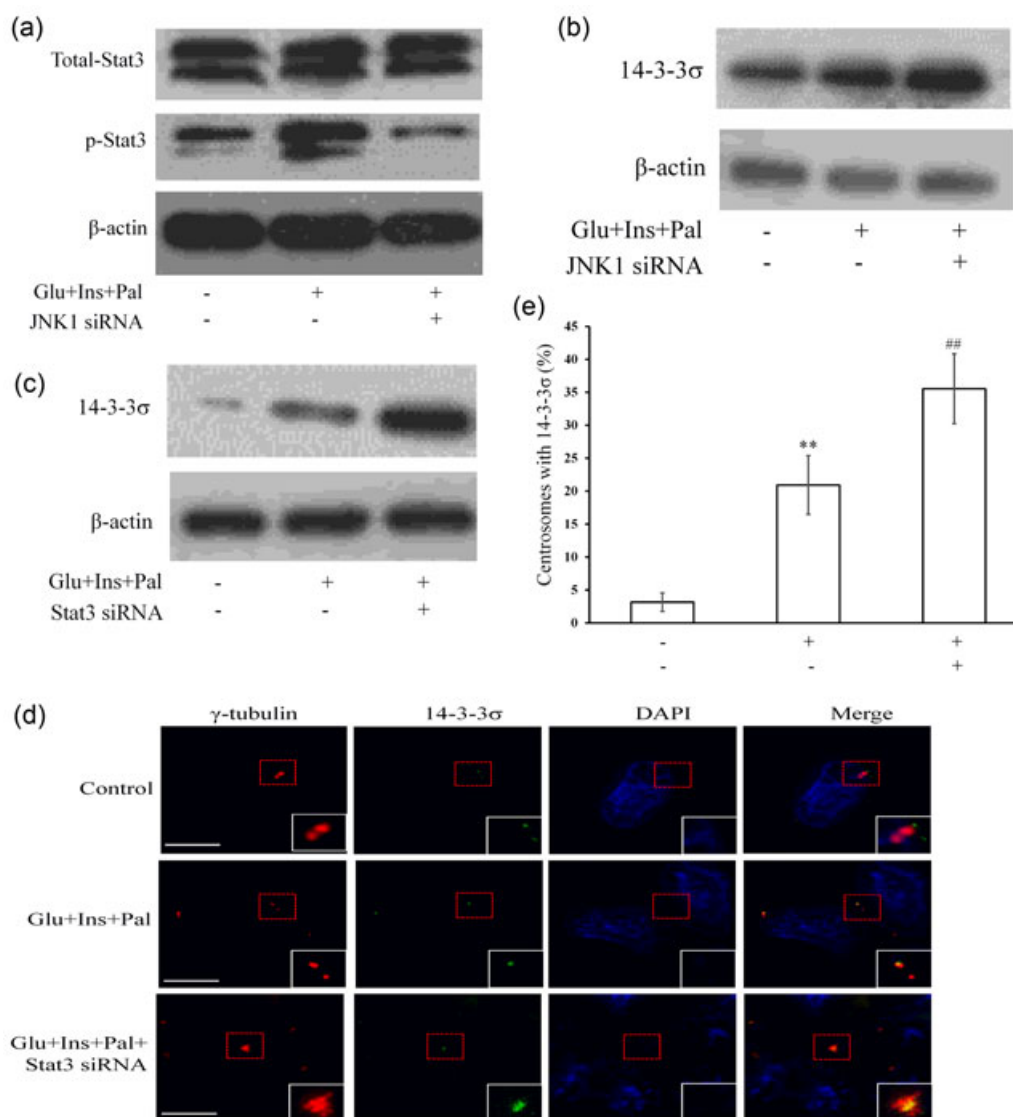 (a)
Total-Stat3
p-Stat3
β-actin
Glu+Ins+Pal - + +
JNK1 siRNA - - +
(b)
14-3-3σ
β-actin
Glu+Ins+Pal - + +
JNK1 siRNA - - +
(c)
14-3-3σ
β-actin
Glu+Ins+Pal - + +
Stat3 siRNA - - +
(e)
Centrosomes with 14-3-3σ (%)
45
40
35
30
25
20
15
10
5
0
**
##
- + +
- - +
(d)
γ-tubulin 14-3-3σ DAPI Merge
Control
Glu+Ins+Pal
Glu+Ins+Pal+
Stat3 siRNA